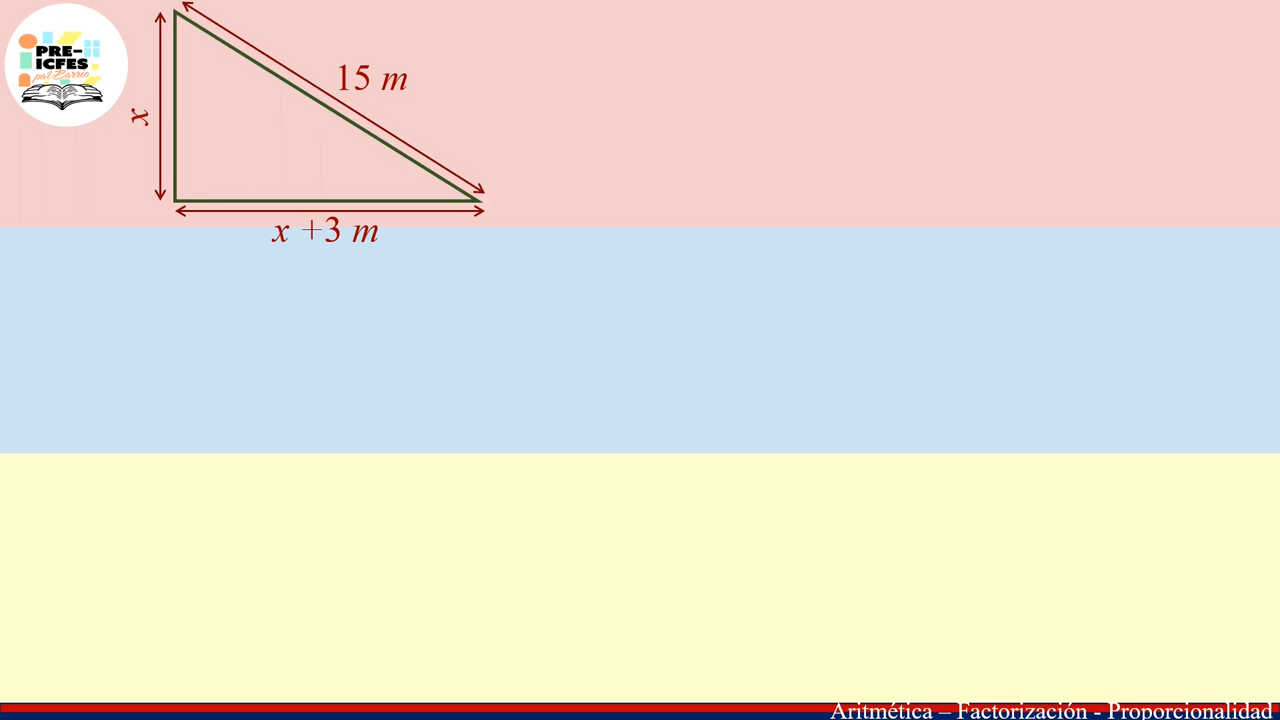 PRE-
ICFES
pal Barrio
15 m
x
x +3 m
Aritmética – Factorización - Proporcionalidad